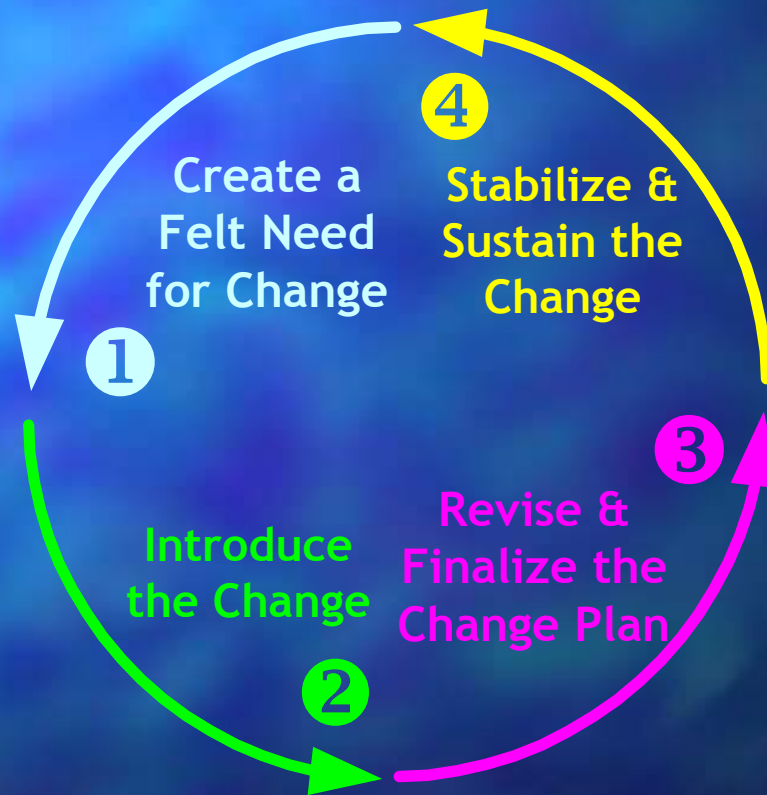 Create a
Felt Need
for Change
1
Introduce
the Change
2
3
Revise &
Finalize the
Change Plan
4
Stabilize &
Sustain the
Change